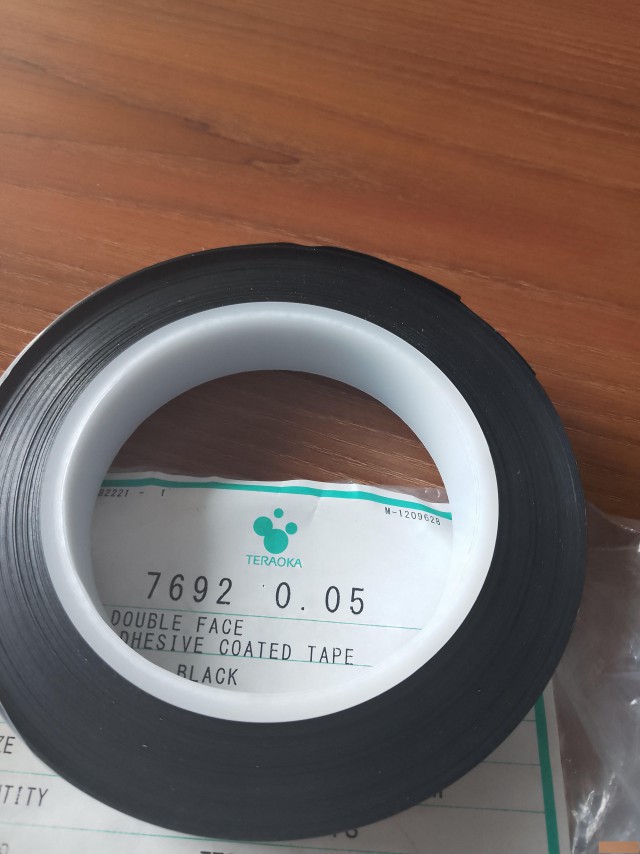 82221 - 1
M-1209628
TERAOKA
7692 0.05
DOUBLE FACE
DHESIVE COATED TAPE
BLACK
ZE
TITY